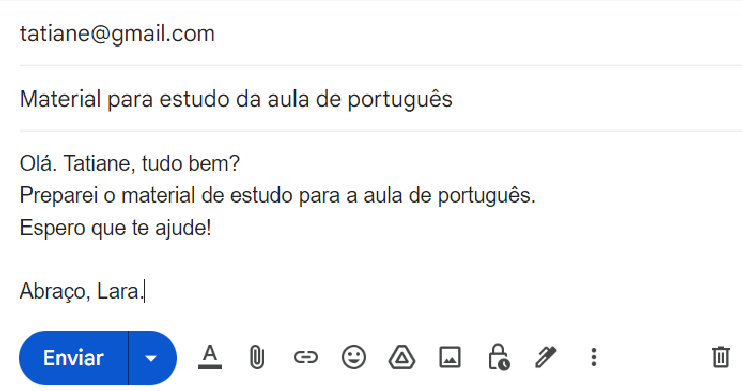 tatiane@gmail.com
Material para estudo da aula de português
Olá. Tatiane, tudo bem?
Preparei o material de estudo para a aula de português.
Espero que te ajude!
Abraço, Lara.
Enviar
A